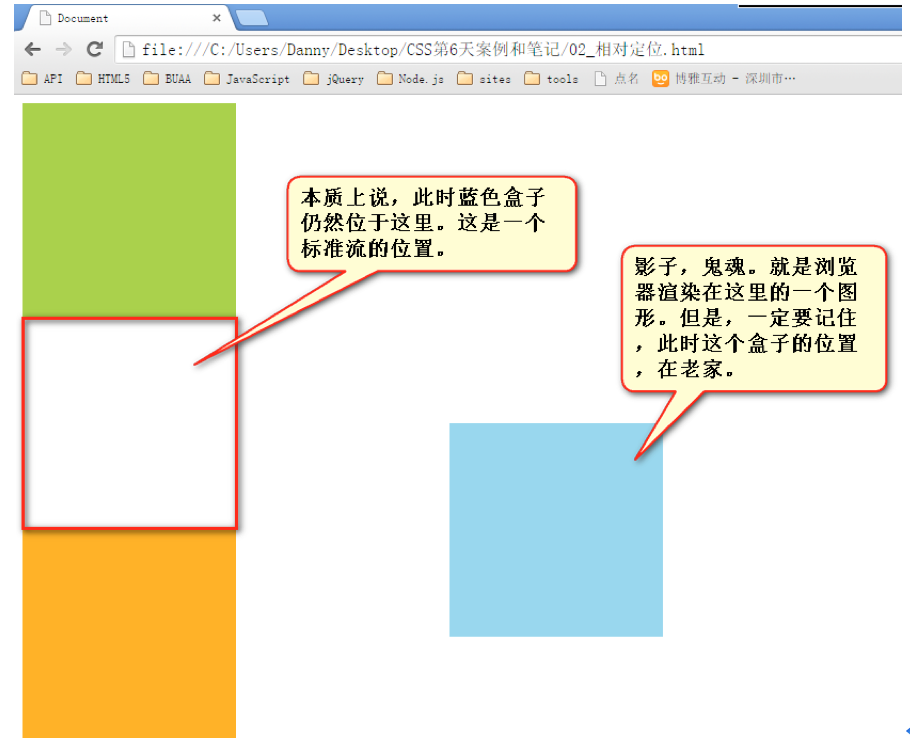 Document ×
file:///C:/Users/Danny/Desktop/CSS第6天案例和笔记/02_相对定位.html
API HTML5 BUAA JavaScript jQuery Node.js sites tools 点名 博雅互动 - 深圳市…
本质上说，此时蓝色盒子
仍然位于这里。这是一个
标准流的位置。
影子，鬼魂。就是浏览
器渲染在这里的一个图
形。但是，一定要记住
，此时这个盒子的位置
，在老家。